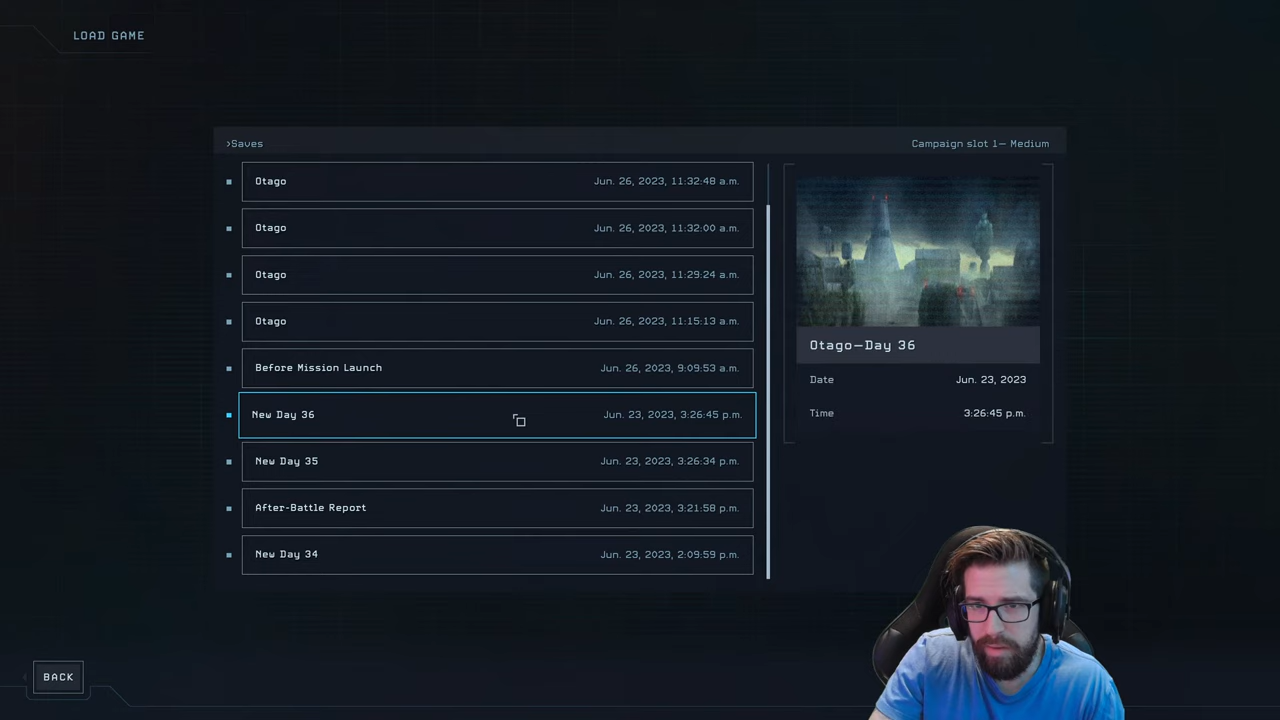 LOAD GAME
›Saves
Campaign slot 1— Medium
Otago Jun. 26, 2023, 11:32:48 a.m.
Otago Jun. 26, 2023, 11:32:00 a.m.
Otago Jun. 26, 2023, 11:29:24 a.m.
Otago Jun. 26, 2023, 11:15:13 a.m.
Before Mission Launch Jun. 26, 2023, 9:09:53 a.m.
New Day 36 Jun. 23, 2023, 3:26:45 p.m.
New Day 35 Jun. 23, 2023, 3:26:34 p.m.
After-Battle Report Jun. 23, 2023, 3:21:58 p.m.
New Day 34 Jun. 23, 2023, 2:09:59 p.m.
Otago—Day 36
Date Jun. 23, 2023
Time 3:26:45 p.m.
BACK